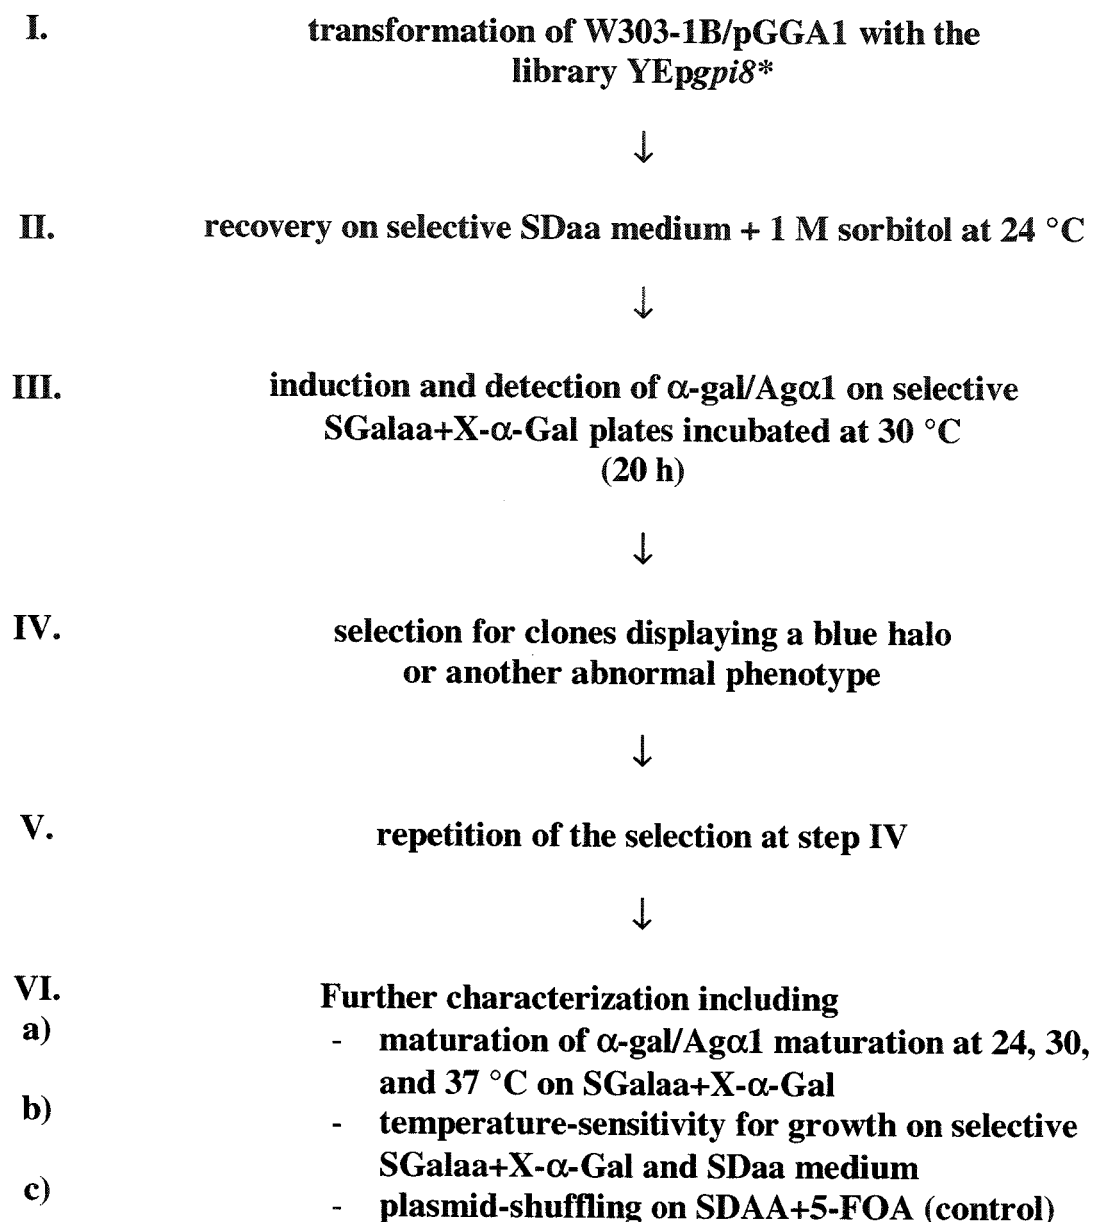 I. transformation of W303-1B/pGGA1 with the
library YEpgpi8*
↓
II. recovery on selective SDaa medium + 1 M sorbitol at 24 °C
↓
III. induction and detection of α-gal/Agα1 on selective
SGalaa+X-α-Gal plates incubated at 30 °C
(20 h)
↓
IV. selection for clones displaying a blue halo
or another abnormal phenotype
↓
V. repetition of the selection at step IV
↓
VI. Further characterization including
a) - maturation of α-gal/Agα1 maturation at 24, 30,
and 37 °C on SGalaa+X-α-Gal
b) - temperature-sensitivity for growth on selective
SGalaa+X-α-Gal and SDaa medium
c) - plasmid-shuffling on SDAA+5-FOA (control)